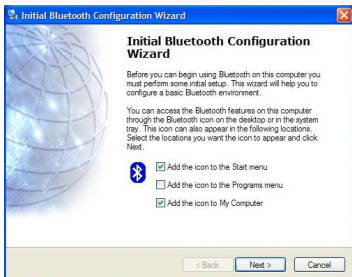 Initial Bluetooth Configuration Wizard
Initial Bluetooth Configuration
Wizard
Before you can begin using Bluetooth on this computer you
must perform some initial setup. This wizard will help you to
configure a basic Bluetooth environment.
You can access the Bluetooth features on this computer
through the Bluetooth icon on the desktop or in the system
tray. This icon can also appear in the following locations.
Select the locations you want the icon to appear and click
Next.
Add the icon to the Start menu
Add the icon to the Programs menu
Add the icon to My Computer
< Back
Next >
Cancel